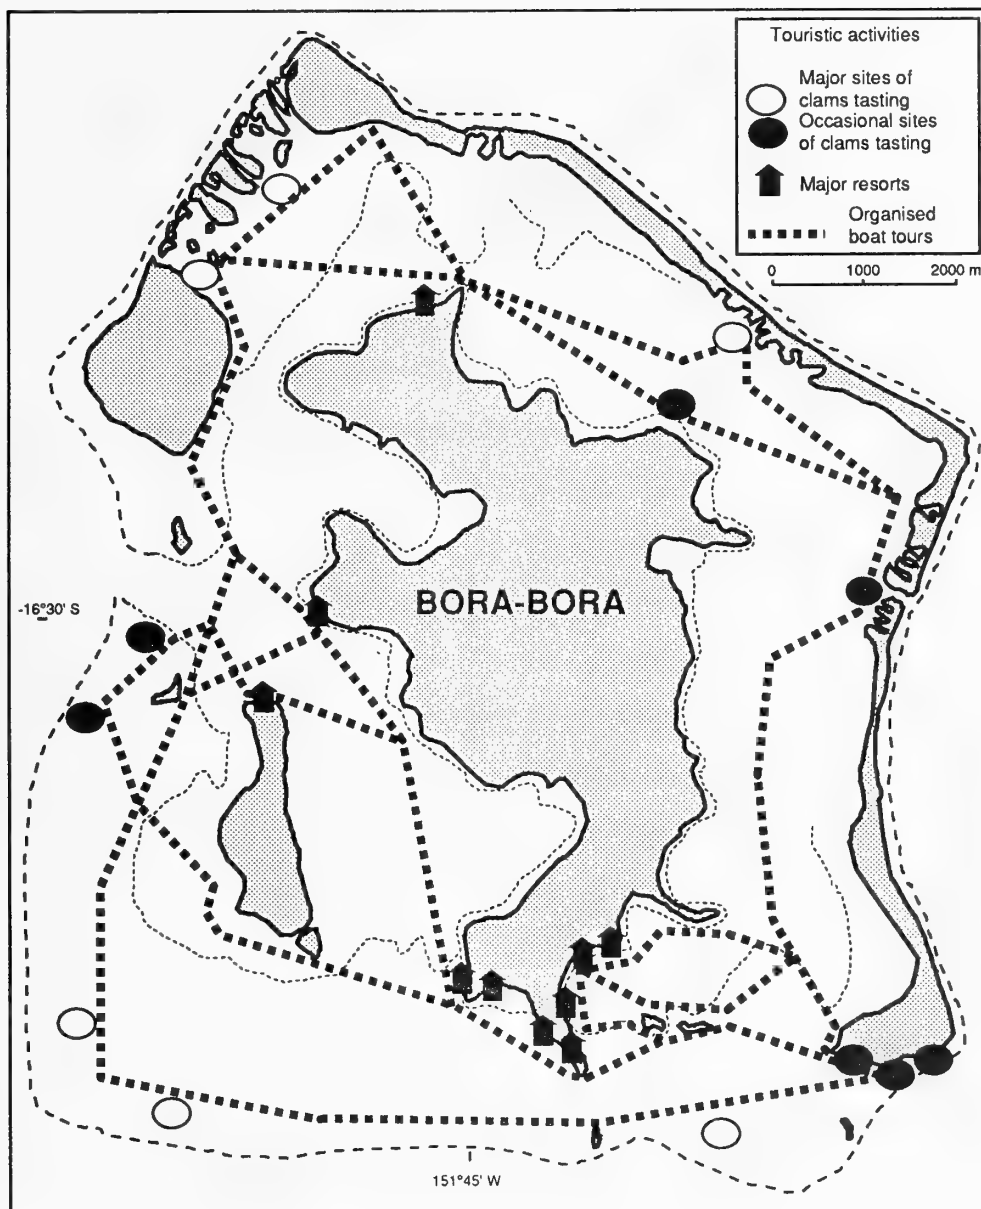 Touristic activities
Major sites of
clams tasting
Occasional sites
of clams tasting
Major resorts
Organised
boat tours
0 1000 2000 m
BORA-BORA
-16°30' S
151°45' W